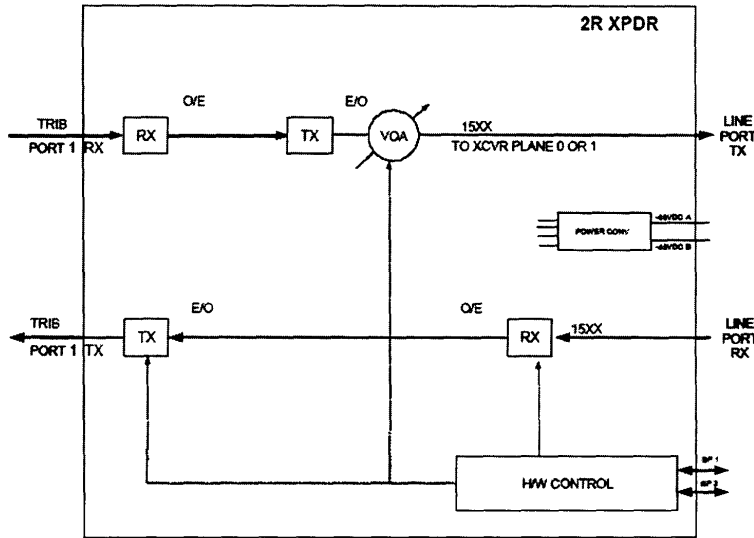 2R XPDR
O/E
E/O
TRIB
PORT 1 RX
RX
TX
VOA
15XX
TO XCVR PLANE 0 OR 1
LINE
PORT
TX
POWER CONV.
-48VDC A
-48VDC B
TRIB
PORT 1 TX
E/O
TX
O/E
RX
15XX
LINE
PORT
RX
H/W CONTROL